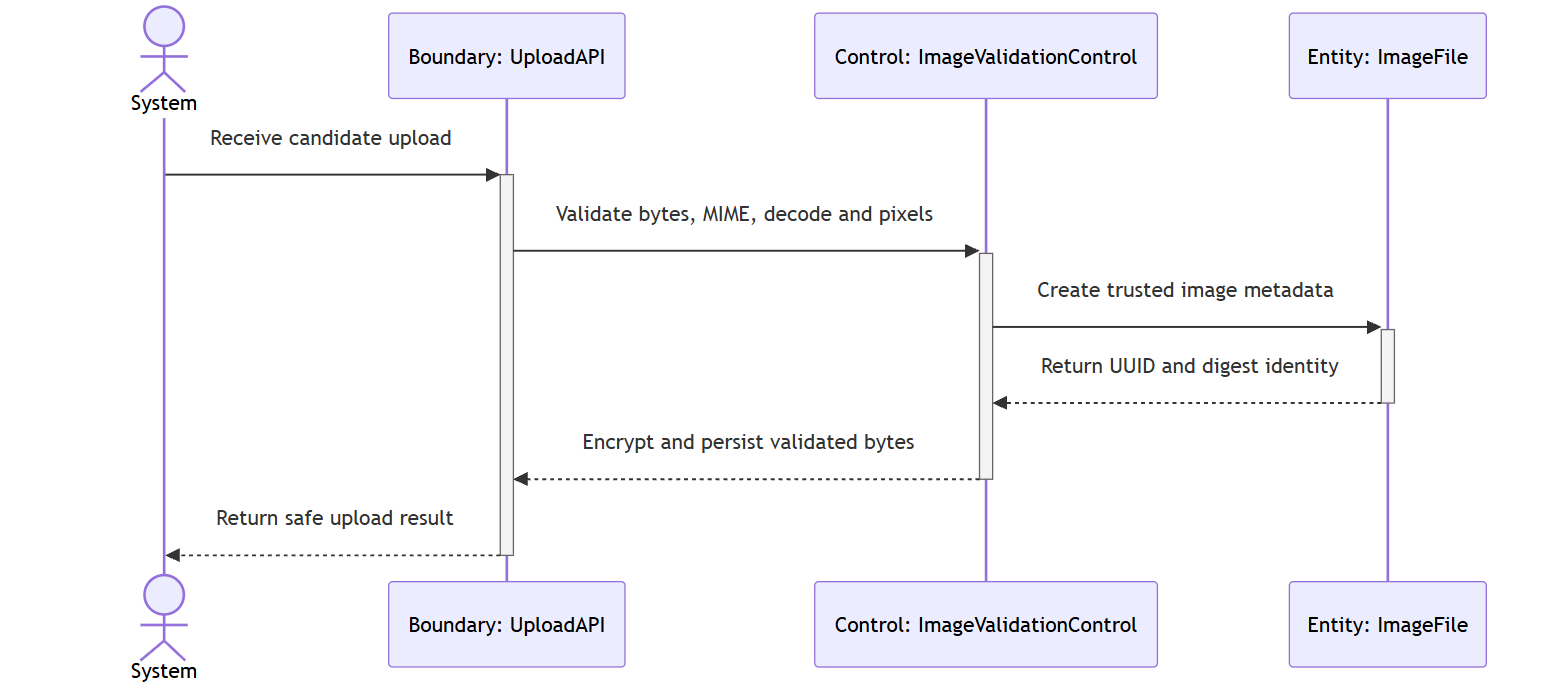 System
Boundary: UploadAPI
Control: ImageValidationControl
Entity: ImageFile
Receive candidate upload
Validate bytes, MIME, decode and pixels
Create trusted image metadata
Return UUID and digest identity
Encrypt and persist validated bytes
Return safe upload result
System
Boundary: UploadAPI
Control: ImageValidationControl
Entity: ImageFile